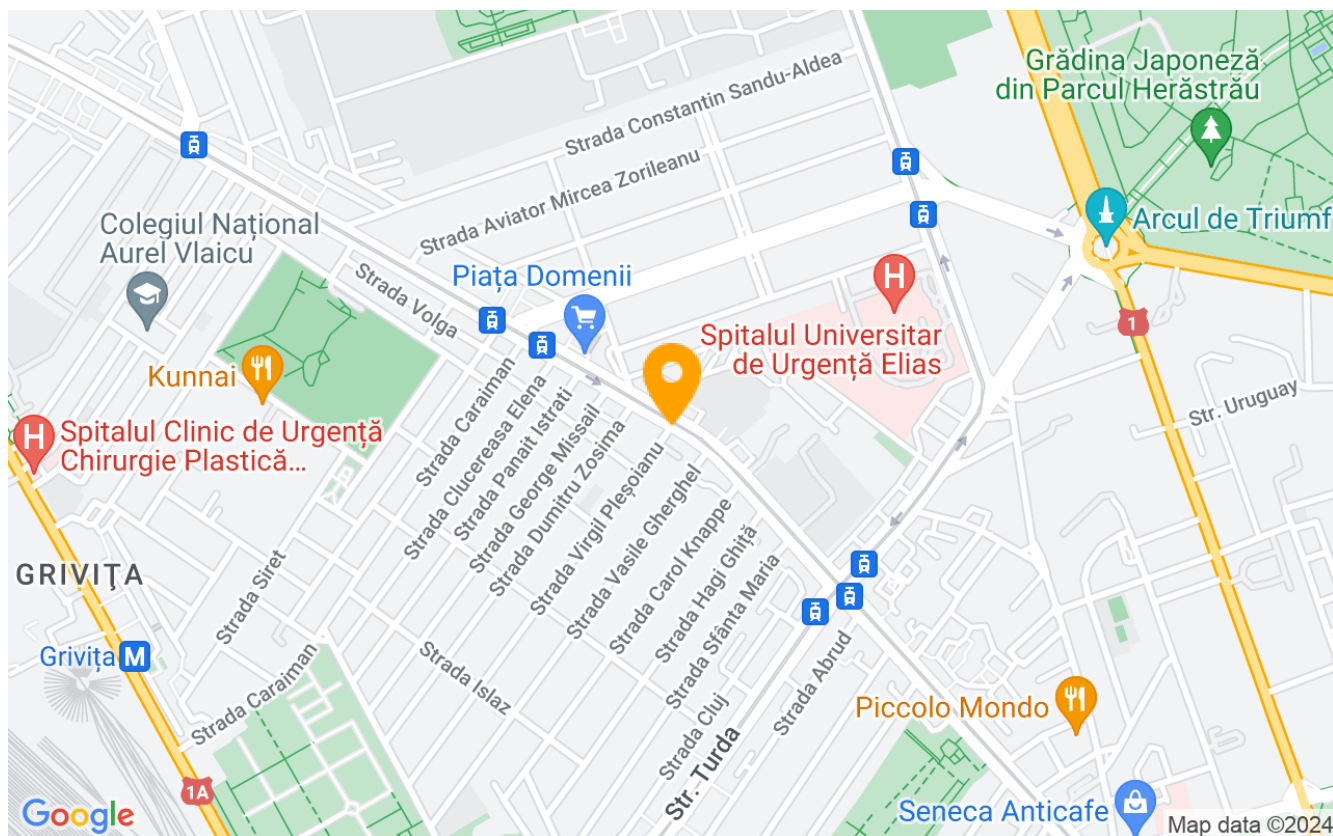 Grădina Japoneză
din Parcul Herăstrău
Strada Constantin Sandu-Aldea
Strada Aviator Mircea Zorileanu
Colegiul Național
Aurel Vlaicu
Arcul de Triumf
Strada Volga
Piața Domenii
H
Spitalul Universitar
de Urgență Elias
1
Kunnai
Strada Caraiman
Strada Clucereasa Elena
Strada Panait Istrati
Strada George Missail
Strada Dumitru Zosima
Str. Uruguay
H
Spitalul Clinic de Urgență
Chirurgie Plastică...
Strada Virgil Pleșoianu
Strada Vasile Gherghel
Strada Carol Knappe
Strada Hagi Ghiță
Strada Sfânta Maria
GRIVIŢA
Strada Siret
Grivița
M
Strada Caraiman
Strada Islaz
Strada Cluj
Str. Turda
Strada Abrud
Piccolo Mondo
1A
Google
Seneca Anticafe
Map data ©2024